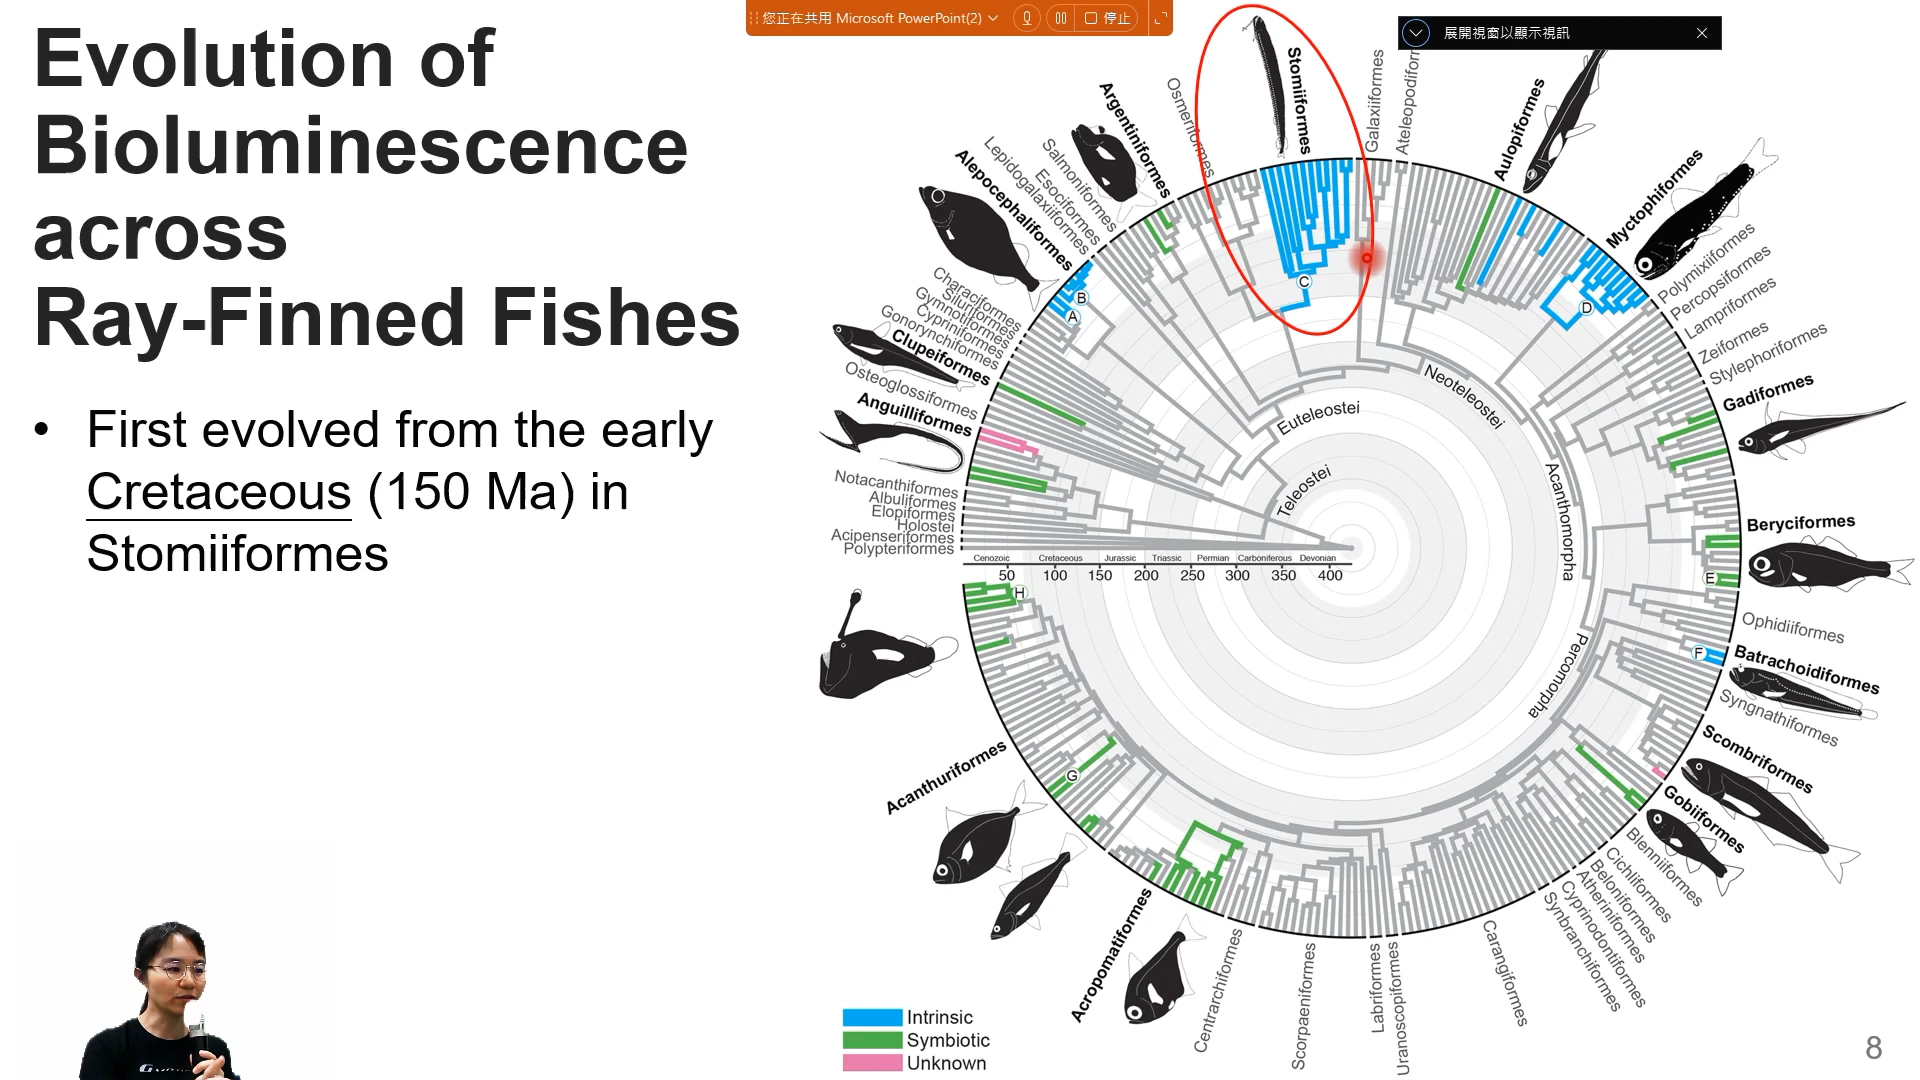 您正在共用 Microsoft PowerPoint(2)
停止
展開視窗以顯示視訊
Evolution of
Bioluminescence
across
Ray-Finned Fishes
• First evolved from the early
Cretaceous (150 Ma) in
Stomiiformes
Stomiiformes
Galaxiiformes
Aulopiformes
Myctophiformes
Polymixiiformes
Percopsiformes
Lampriformes
Zeiformes
Stylephoriformes
Gadiformes
Beryciformes
Ophidiiformes
Batrachoidiformes
Syngnathiformes
Scombriformes
Gobiiformes
Blenniiformes
Cichliformes
Beloniformes
Atheriniformes
Cyprinodontiformes
Synbranchiformes
Carangiformes
Uranoscopiformes
Labriformes
Scorpaeniformes
Centrarchiformes
Acropomatiformes
Acanthuriformes
Polypteriformes
Acipenseriformes
Holostei
Elopiformes
Albuliformes
Notacanthiformes
Anguilliformes
Osteoglossiformes
Clupeiformes
Gonorynchiformes
Cypriniformes
Gymnotiformes
Siluriformes
Characiformes
Alepocephaliformes
Lepidogalaxiiformes
Esociformes
Salmoniformes
Argentiniformes
Osmeriformes
A
B
C
D
E
F
G
H
Teleostei
Euteleostei
Neoteleostei
Acanthomorpha
Percomorpha
Cenozoic Cretaceous Jurassic Triassic Permian Carboniferous Devonian
50 100 150 200 250 300 350 400
Intrinsic
Symbiotic
Unknown
8